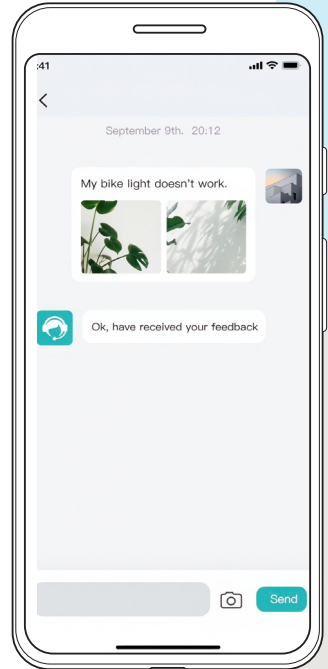 :41
September 9th. 20:12
My bike light doesn't work.
Ok, have received your feedback
Send